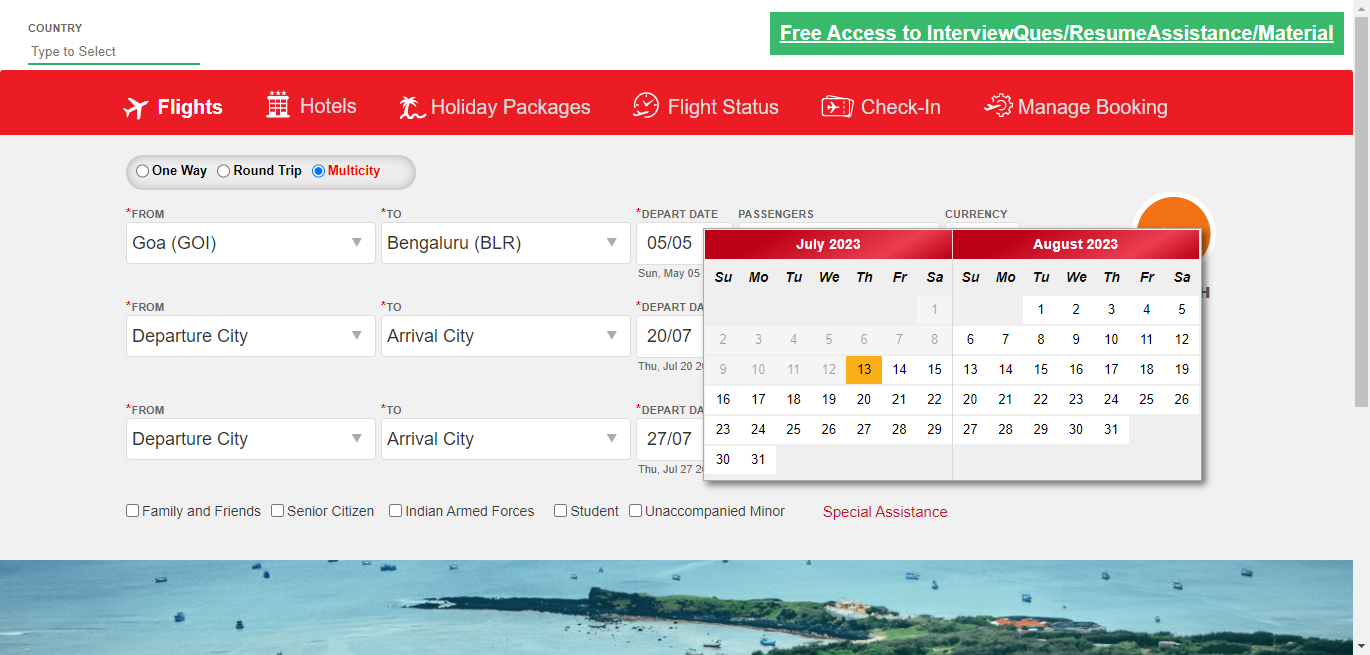 COUNTRY
Type to Select
Free Access to InterviewQues/ResumeAssistance/Material
Flights Hotels Holiday Packages Flight Status Check-In Manage Booking
One Way Round Trip Multicity
*FROM *TO *DEPART DATE PASSENGERS CURRENCY
Goa (GOI) Bengaluru (BLR) 05/05
Sun, May 05
July 2023 August 2023
Su Mo Tu We Th Fr Sa Su Mo Tu We Th Fr Sa
1 1 2 3 4 5
2 3 4 5 6 7 8 6 7 8 9 10 11 12
9 10 11 12 13 14 15 13 14 15 16 17 18 19
16 17 18 19 20 21 22 20 21 22 23 24 25 26
23 24 25 26 27 28 29 27 28 29 30 31
30 31
*FROM *TO *DEPART DA
Departure City Arrival City 20/07
Thu, Jul 20 2
*FROM *TO *DEPART DA
Departure City Arrival City 27/07
Thu, Jul 27 2
Family and Friends Senior Citizen Indian Armed Forces Student Unaccompanied Minor Special Assistance